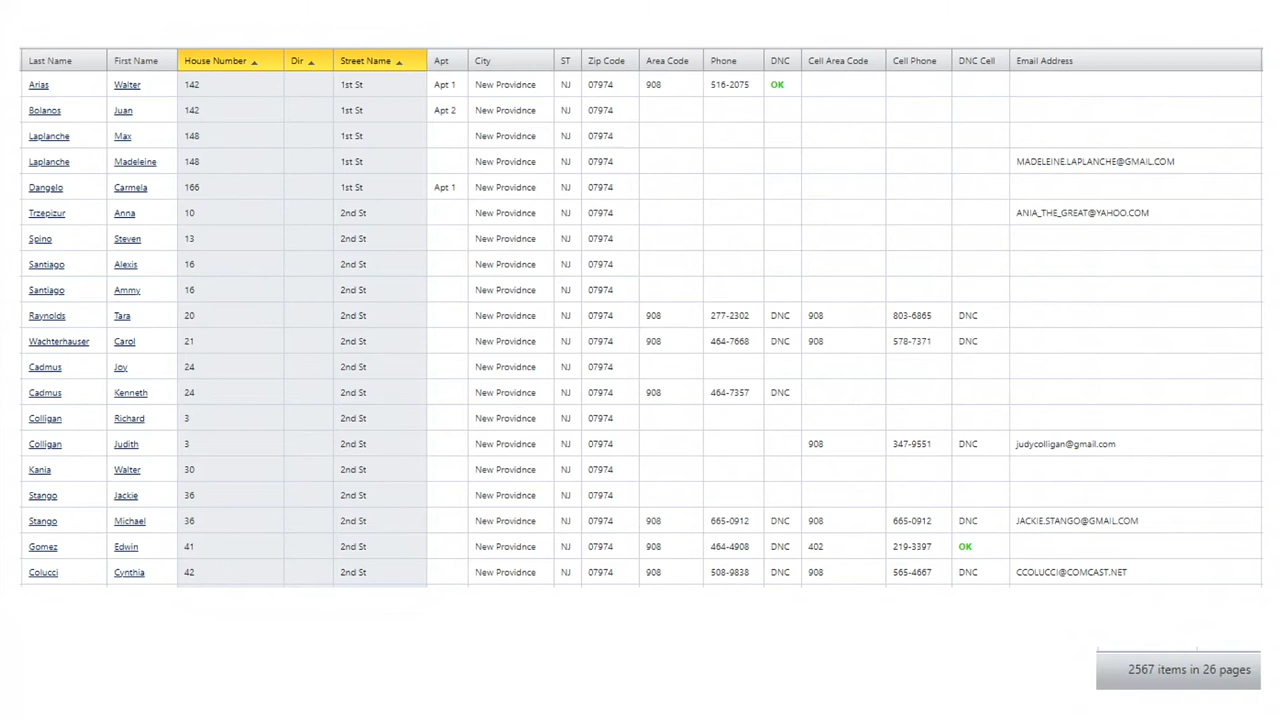 Last Name First Name House Number Dir Street Name Apt City ST Zip Code Area Code Phone DNC Cell Area Code Cell Phone DNC Cell Email Address
Arias Walter 142 1st St Apt 1 New Providnce NJ 07974 908 516-2075 OK
Bolanos Juan 142 1st St Apt 2 New Providnce NJ 07974
Laplanche Max 148 1st St New Providnce NJ 07974
Laplanche Madeleine 148 1st St New Providnce NJ 07974 MADELEINE.LAPLANCHE@GMAIL.COM
Dangelo Carmela 166 1st St Apt 1 New Providnce NJ 07974
Trzepizur Anna 10 2nd St New Providnce NJ 07974 ANIA_THE_GREAT@YAHOO.COM
Spino Steven 13 2nd St New Providnce NJ 07974
Santiago Alexis 16 2nd St New Providnce NJ 07974
Santiago Ammy 16 2nd St New Providnce NJ 07974
Raynolds Tara 20 2nd St New Providnce NJ 07974 908 277-2302 DNC 908 803-6865 DNC
Wachterhauser Carol 21 2nd St New Providnce NJ 07974 908 464-7668 DNC 908 578-7371 DNC
Cadmus Joy 24 2nd St New Providnce NJ 07974
Cadmus Kenneth 24 2nd St New Providnce NJ 07974 908 464-7357 DNC
Colligan Richard 3 2nd St New Providnce NJ 07974
Colligan Judith 3 2nd St New Providnce NJ 07974 908 347-9551 DNC judycolligan@gmail.com
Kania Walter 30 2nd St New Providnce NJ 07974
Stango Jackie 36 2nd St New Providnce NJ 07974
Stango Michael 36 2nd St New Providnce NJ 07974 908 665-0912 DNC 908 665-0912 DNC JACKIE.STANGO@GMAIL.COM
Gomez Edwin 41 2nd St New Providnce NJ 07974 908 464-4908 DNC 402 219-3397 OK
Colucci Cynthia 42 2nd St New Providnce NJ 07974 908 508-9838 DNC 908 565-4667 DNC CCOLUCCI@COMCAST.NET
2567 items in 26 pages